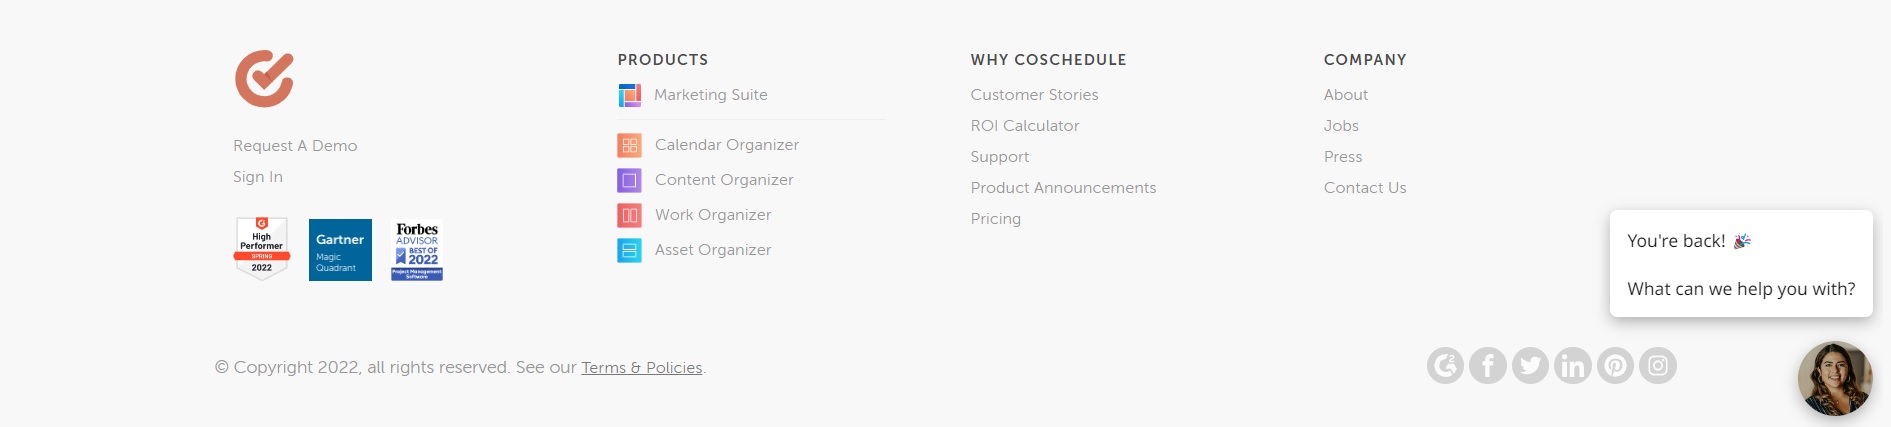 Request A Demo
Sign In
High
Performer
SPRING
2022
Gartner
Magic
Quadrant
Forbes
ADVISOR
BEST OF
2022
Project Management
Software
PRODUCTS
Marketing Suite
Calendar Organizer
Content Organizer
Work Organizer
Asset Organizer
WHY COSCHEDULE
Customer Stories
ROI Calculator
Support
Product Announcements
Pricing
COMPANY
About
Jobs
Press
Contact Us
You're back! 🎉
What can we help you with?
© Copyright 2022, all rights reserved. See our Terms & Policies.